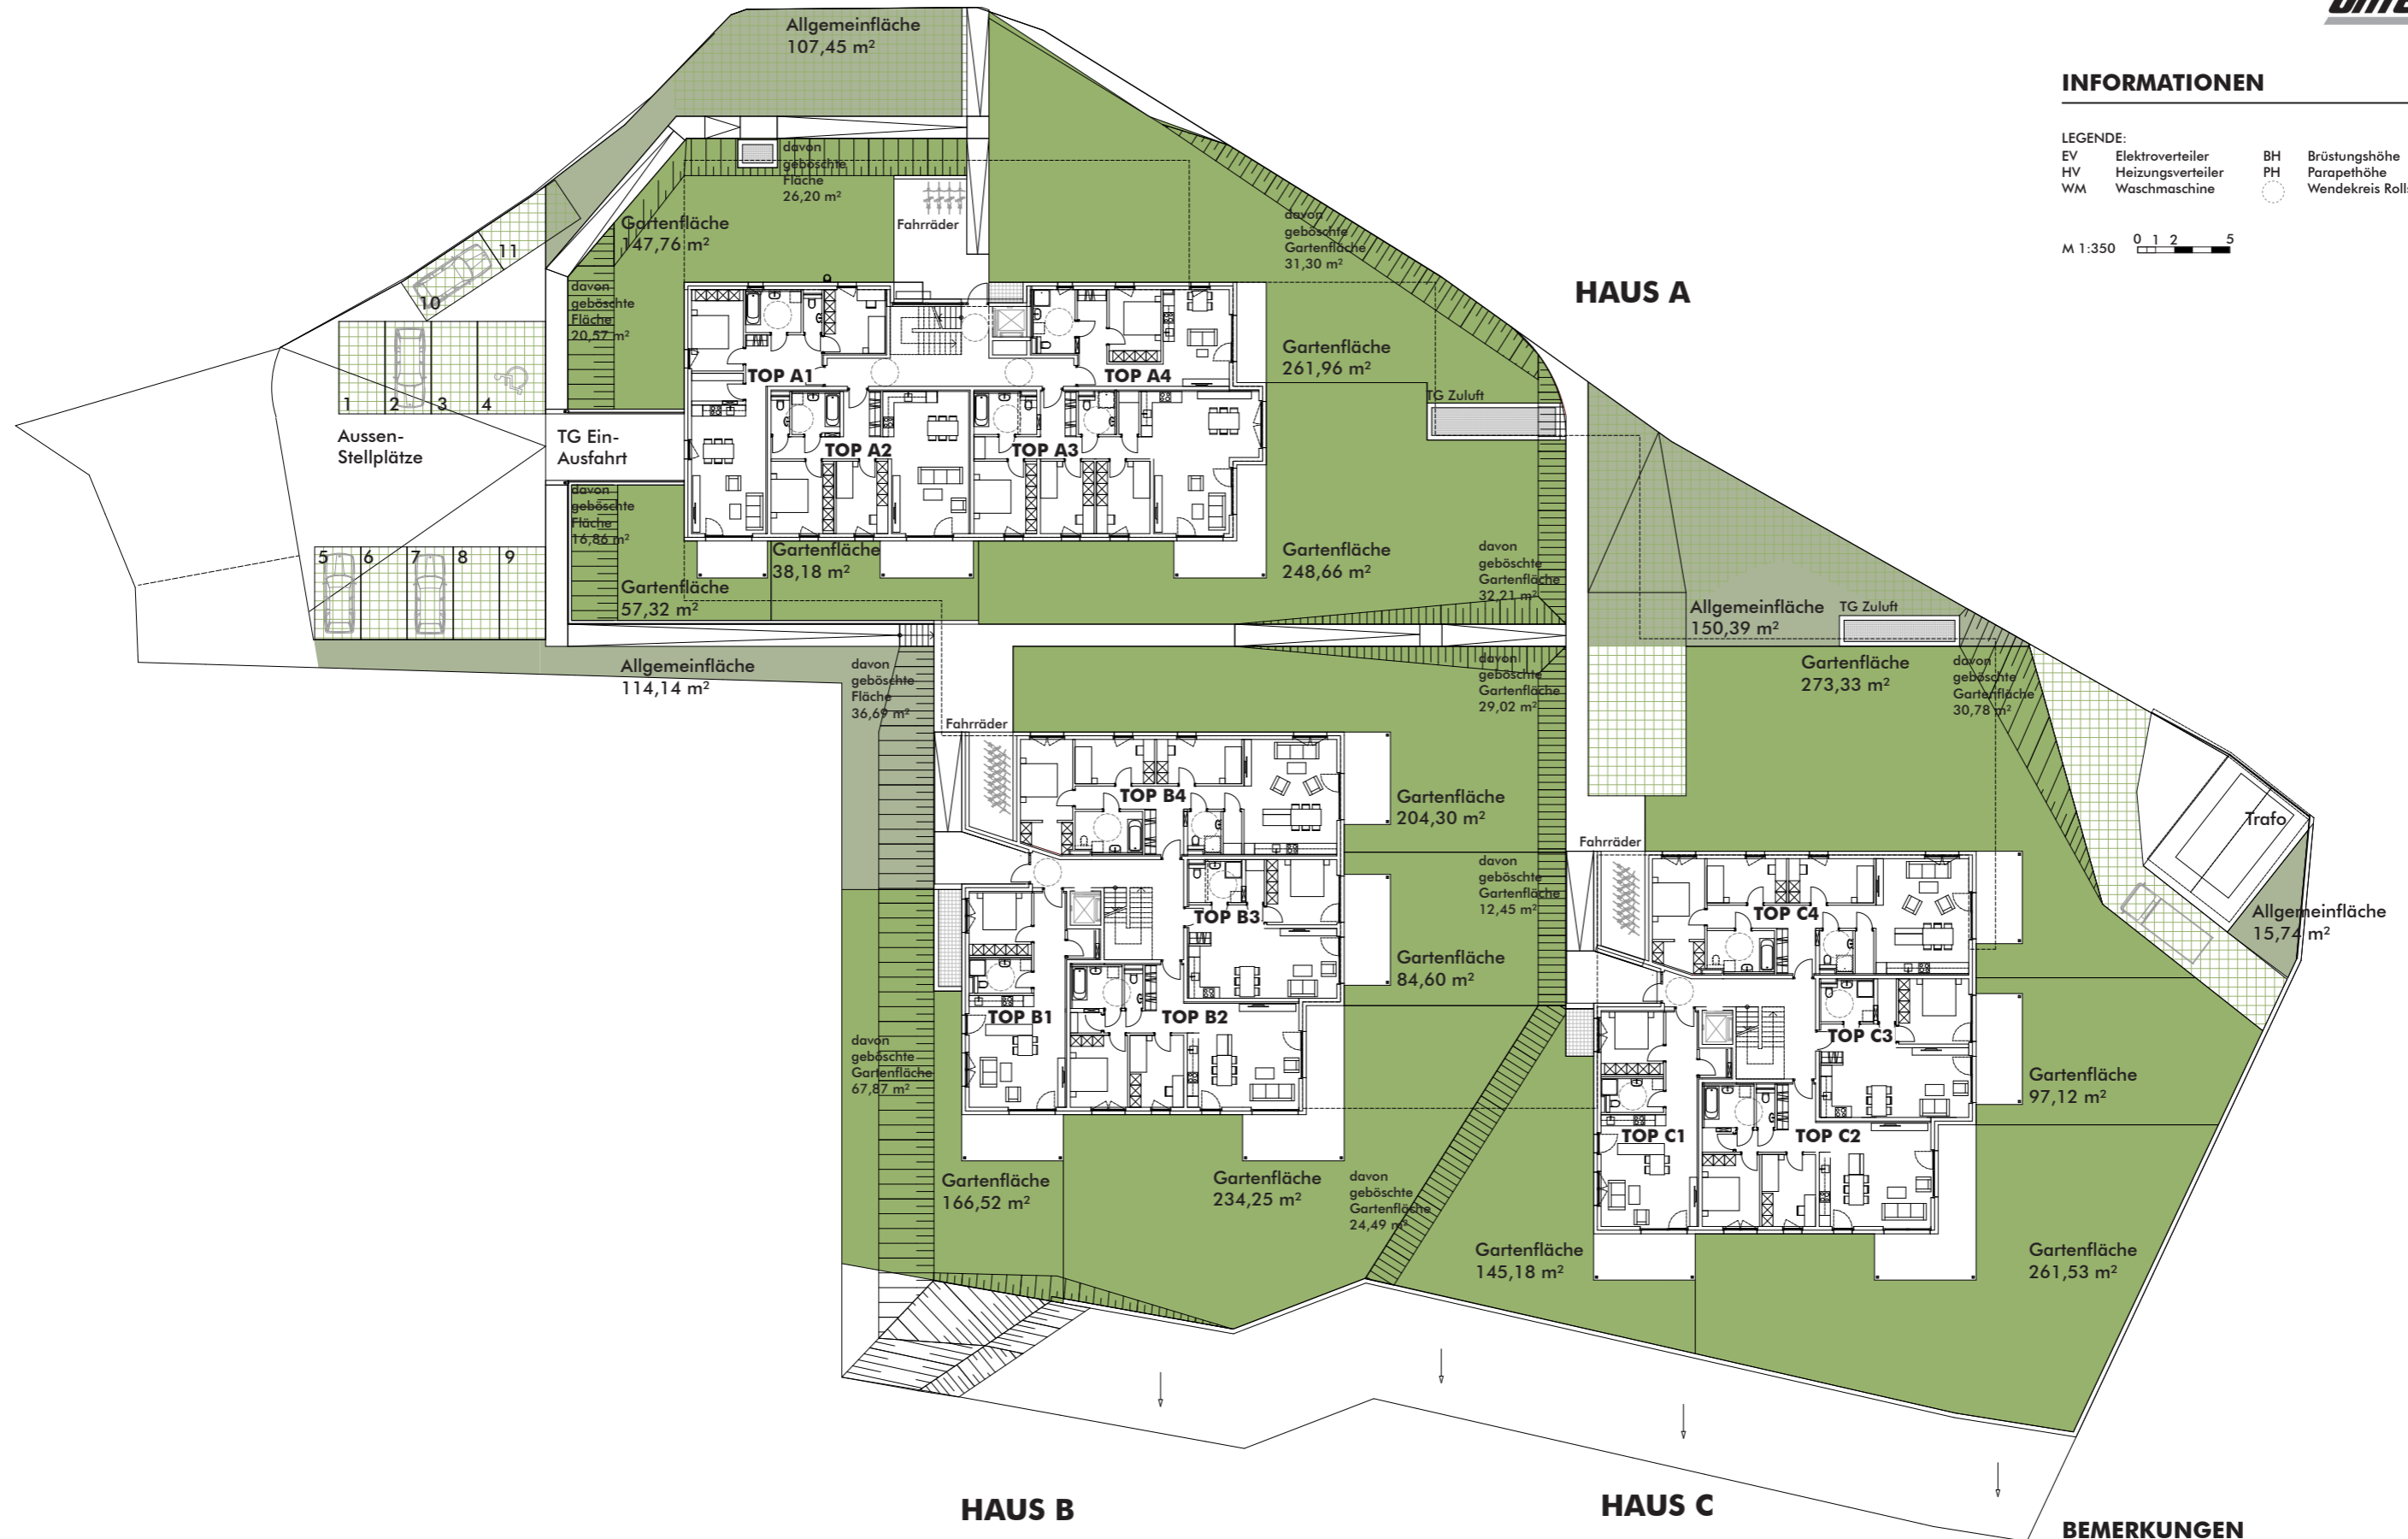 Allgemeinfläche
107,45 m²
INFORMATIONEN
LEGENDE:
EV Elektroverteiler BH Brüstungshöhe
HV Heizungsverteiler PH Parapethöhe
WM Waschmaschine Wendekreis
M 1:350 0 1 2 5
davon
geböschte
Fläche
26,20 m²
Gartenfläche
147,76 m²
Fahrräder
davon
geböschte
Gartenfläche
31,30 m²
11
10
davon
geböschte
Fläche
20,57 m²
HAUS A
Gartenfläche
261,96 m²
TOP A1
TOP A4
TG Zuluft
1 2 3 4
Aussen-
Stellplätze
TG Ein-
Ausfahrt
TOP A2
TOP A3
davon
geböschte
Fläche
16,86 m²
5 6 7 8 9
Gartenfläche
38,18 m²
Gartenfläche
57,32 m²
Gartenfläche
248,66 m²
davon
geböschte
Gartenfläche
32,21 m²
Allgemeinfläche
150,39 m²
TG Zuluft
Allgemeinfläche
114,14 m²
davon
geböschte
Fläche
36,69 m²
davon
geböschte
Gartenfläche
29,02 m²
Gartenfläche
273,33 m²
davon
geböschte
Gartenfläche
30,78 m²
Fahrräder
TOP B4
Gartenfläche
204,30 m²
Trafo
Fahrräder
davon
geböschte
Gartenfläche
12,45 m²
TOP B3
TOP C4
Allgemeinfläche
15,74 m²
Gartenfläche
84,60 m²
TOP B1
TOP B2
TOP C3
davon
geböschte
Gartenfläche
67,87 m²
Gartenfläche
97,12 m²
TOP C1
TOP C2
Gartenfläche
166,52 m²
Gartenfläche
234,25 m²
davon
geböschte
Gartenfläche
24,49 m²
Gartenfläche
145,18 m²
Gartenfläche
261,53 m²
HAUS B
HAUS C
BEMERKUNGEN